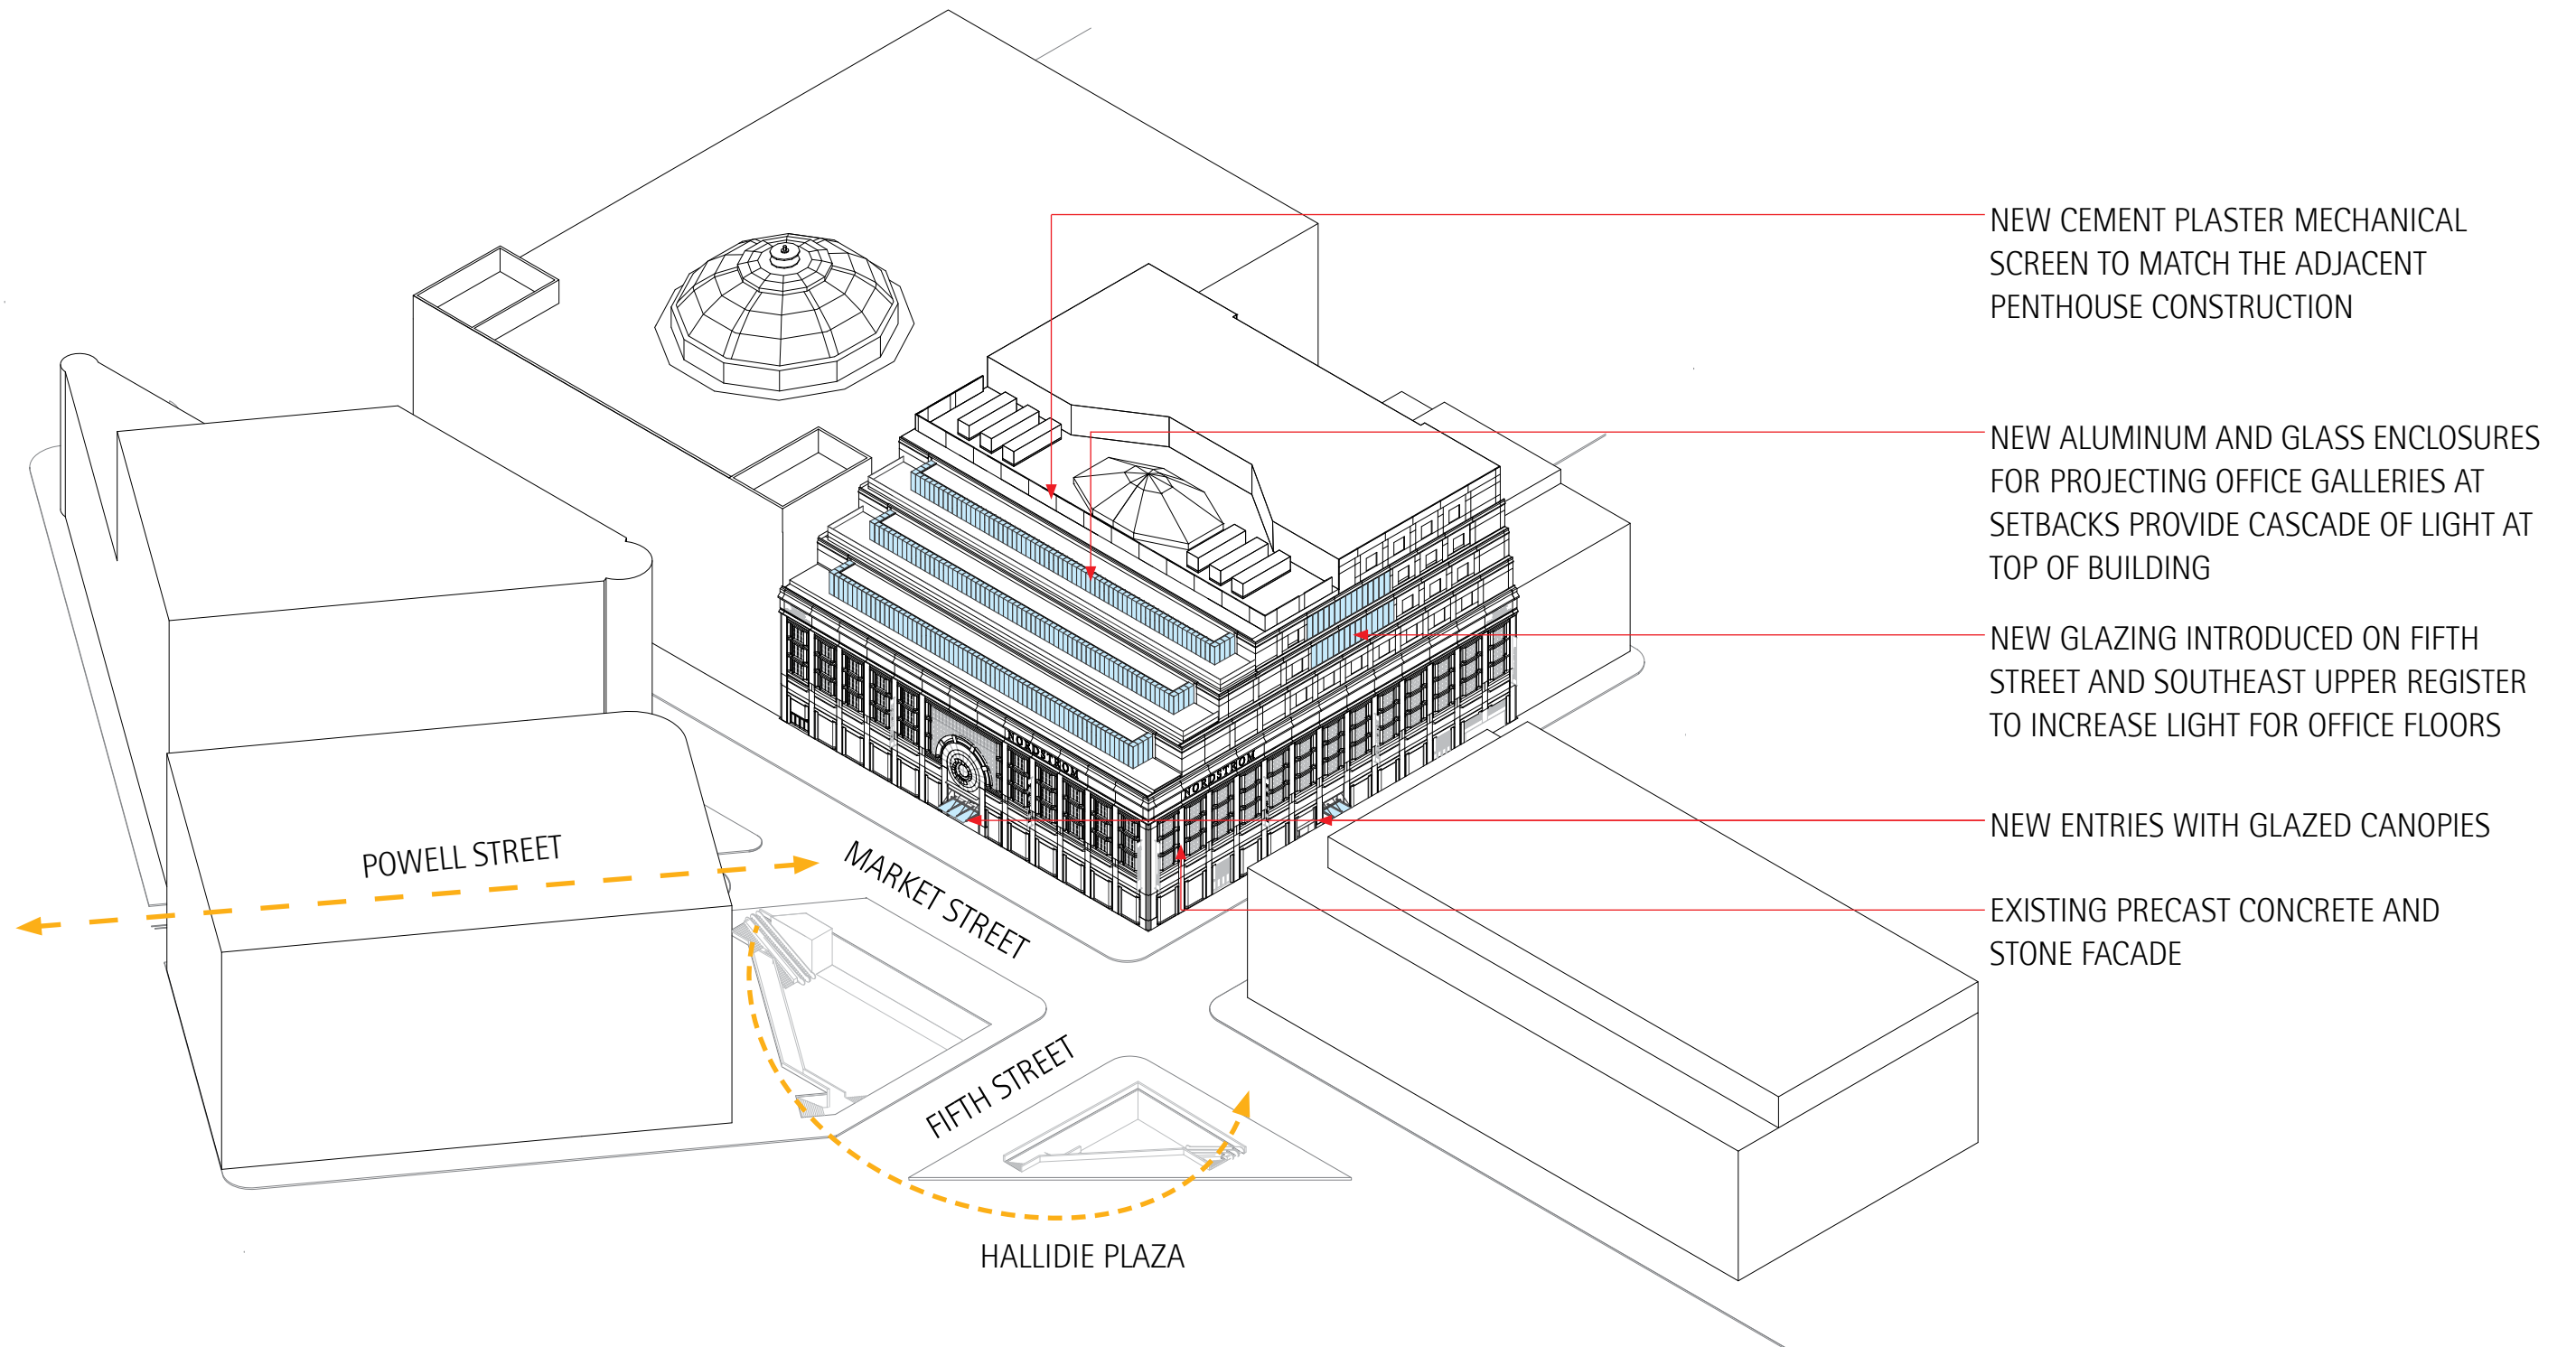 NEW CEMENT PLASTER MECHANICAL
SCREEN TO MATCH THE ADJACENT
PENTHOUSE CONSTRUCTION
NEW ALUMINUM AND GLASS ENCLOSURES
FOR PROJECTING OFFICE GALLERIES AT
SETBACKS PROVIDE CASCADE OF LIGHT AT
TOP OF BUILDING
NEW GLAZING INTRODUCED ON FIFTH
STREET AND SOUTHEAST UPPER REGISTER
TO INCREASE LIGHT FOR OFFICE FLOORS
NEW ENTRIES WITH GLAZED CANOPIES
EXISTING PRECAST CONCRETE AND
STONE FACADE
NORDSTROM
NORDSTROM
POWELL STREET
MARKET STREET
FIFTH STREET
HALLIDIE PLAZA